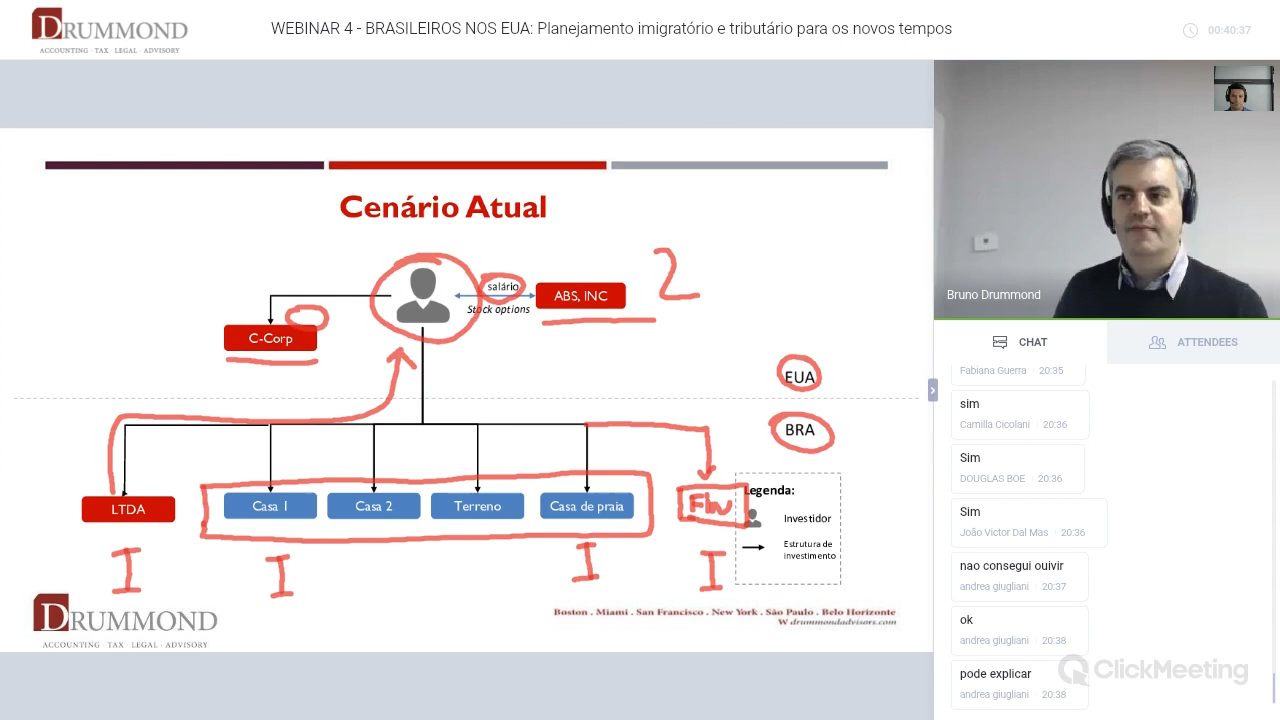 DRUMMOND
ACCOUNTING · TAX · LEGAL · ADVISORY
WEBINAR 4 - BRASILEIROS NOS EUA: Planejamento imigratório e tributário para os novos tempos
00:40:37
Cenário Atual
salário
Stock options
ABS, INC
2
C-Corp
EUA
BRA
LTDA
Casa 1
Casa 2
Terreno
Casa de praia
Legenda:
Investidor
Estrutura de
investimento
I
I
I
I
DRUMMOND
ACCOUNTING · TAX · LEGAL · ADVISORY
Boston . Miami . San Francisco . New York . São Paulo . Belo Horizonte
W drummondadvisors.com
Bruno Drummond
CHAT
ATTENDEES
Fabiana Guerra 20:35
sim
Camilla Cicolani 20:36
Sim
DOUGLAS BOE 20:36
Sim
João Victor Dal Mas 20:36
nao consegui ouivir
andrea giugliani 20:37
ok
andrea giugliani 20:38
pode explicar
andrea giugliani 20:38
ClickMeeting